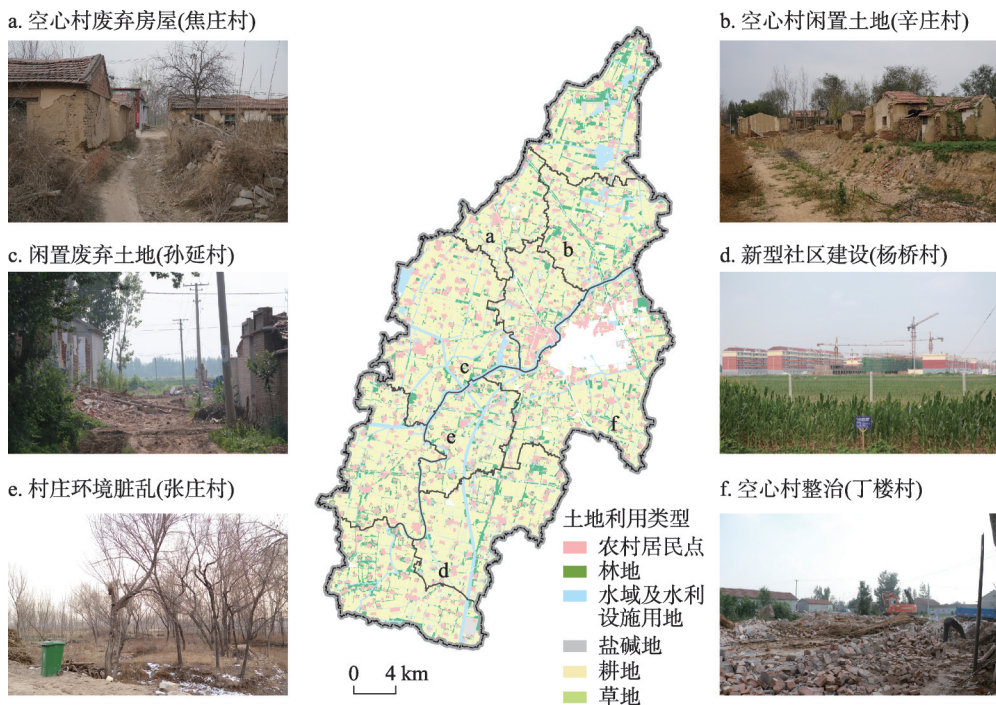 a. 空心村废弃房屋(焦庄村)
b. 空心村闲置土地(辛庄村)
c. 闲置废弃土地(孙延村)
d. 新型社区建设(杨桥村)
e. 村庄环境脏乱(张庄村)
f. 空心村整治(丁楼村)
a
b
c
e
f
d
土地利用类型
农村居民点
林地
水域及水利
设施用地
盐碱地
耕地
草地
0 4 km